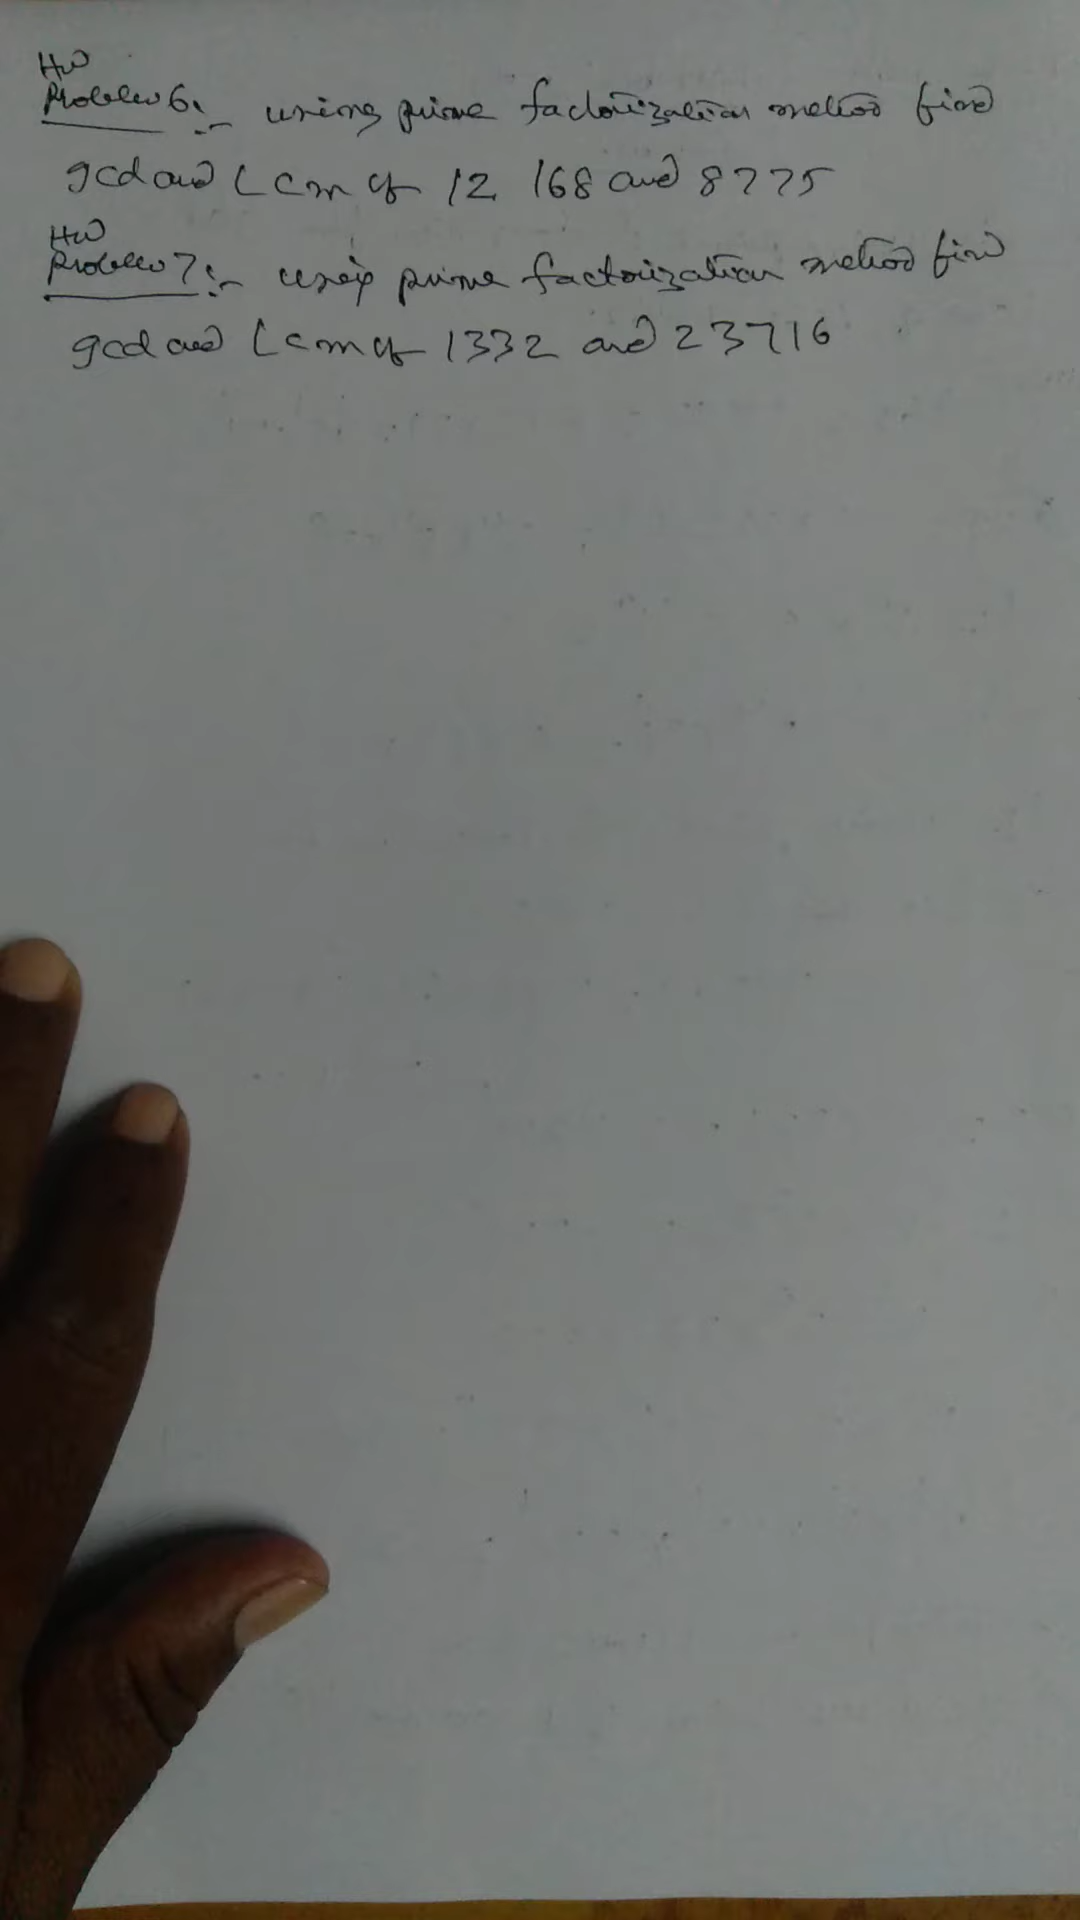 HW
Problem 6:- using prime factorization method find
gcd and Lcm of 12 168 and 8775
HW
Problem 7:- using prime factorization method find
gcd and Lcm of 1332 and 23716